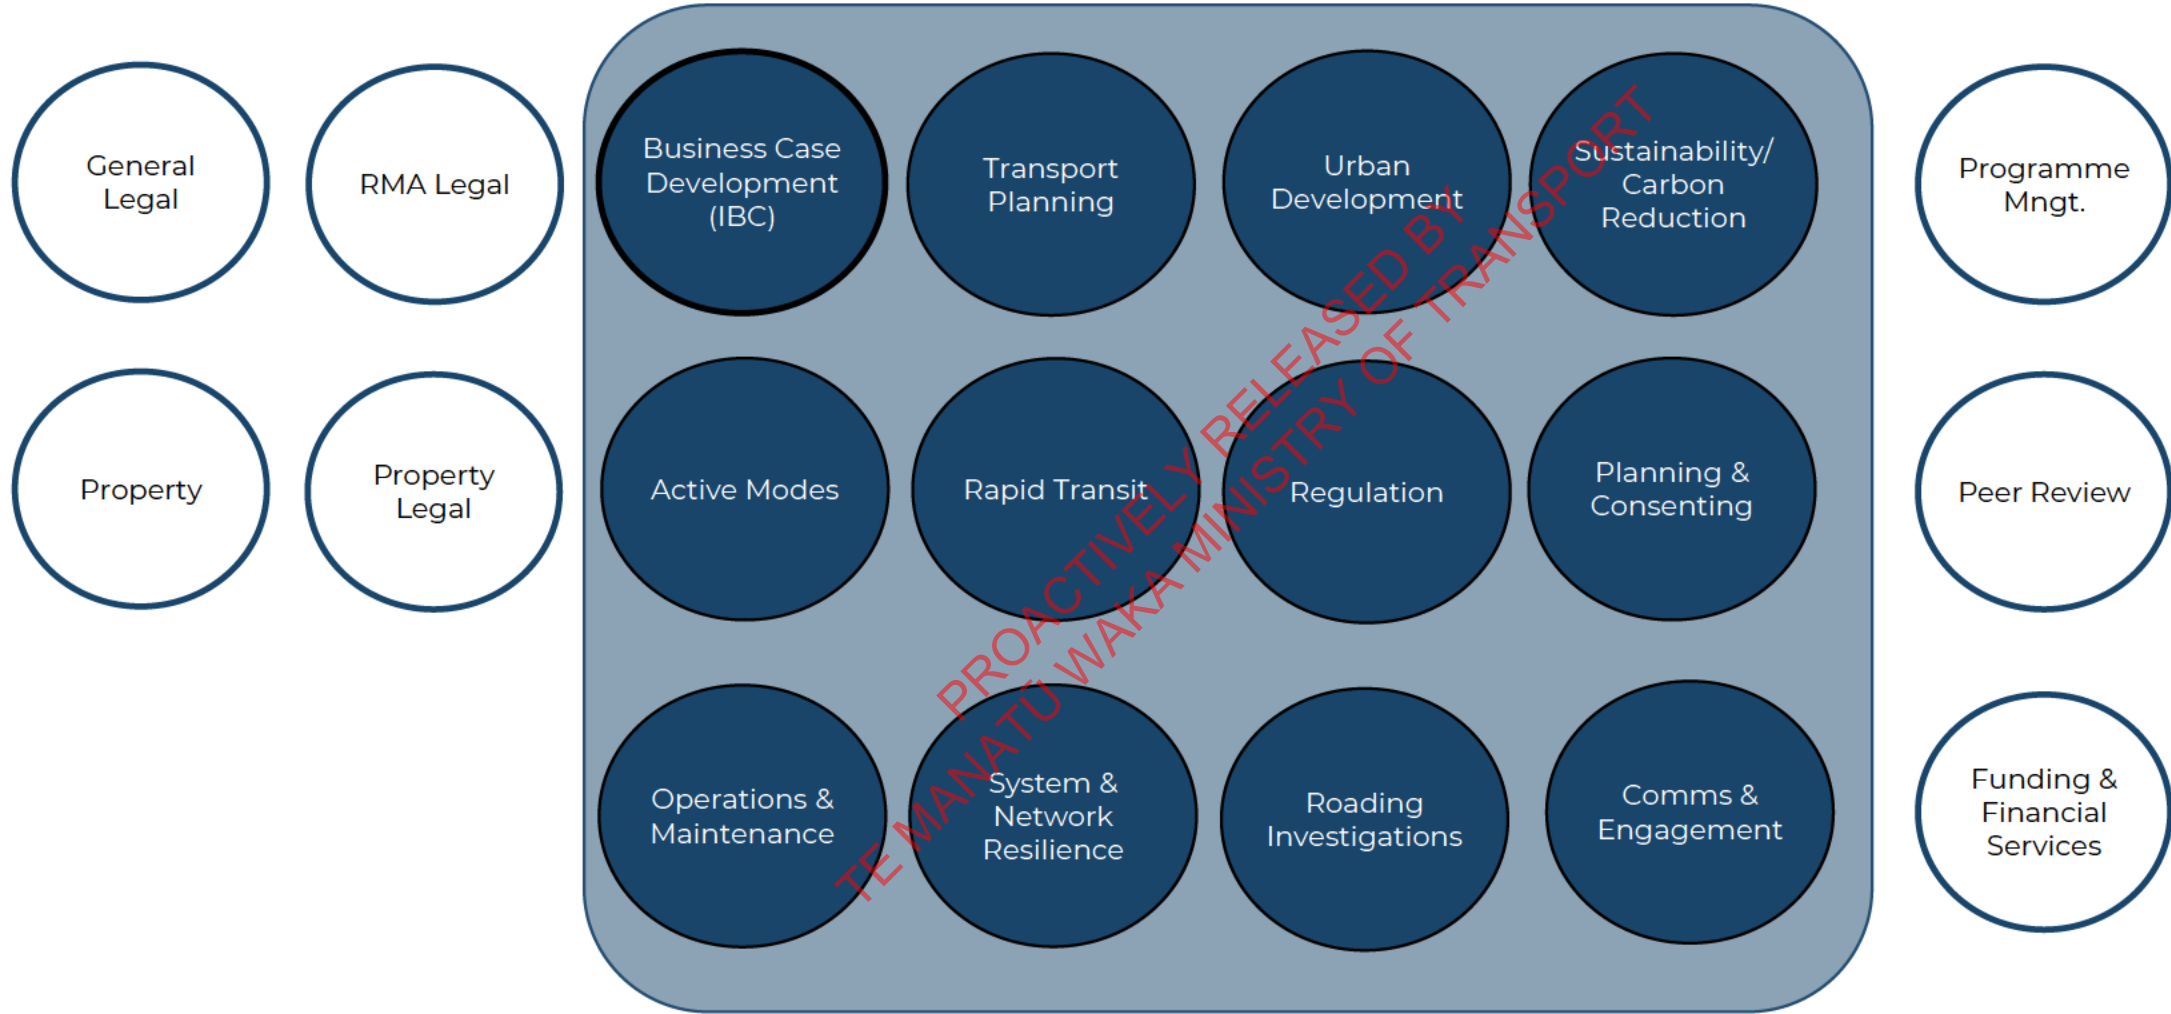 General
Legal
RMA Legal
Business Case
Development
(IBC)
Transport
Planning
Urban
Development
Sustainability/
Carbon
Reduction
Programme
Mngt.
Property
Property
Legal
Active Modes
Rapid Transit
Regulation
Planning &
Consenting
Peer Review
Operations &
Maintenance
System &
Network
Resilience
Roading
Investigations
Comms &
Engagement
Funding &
Financial
Services
PROACTIVELY RELEASED BY
TE MANATŪ WAKA MINISTRY OF TRANSPORT